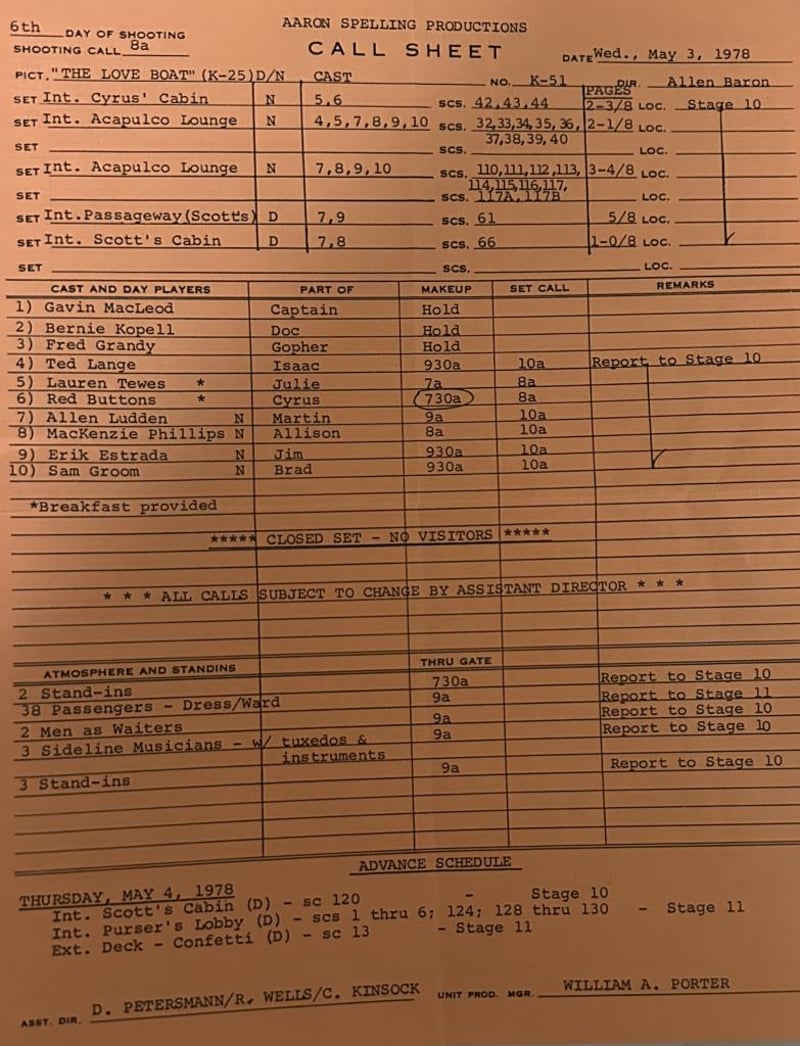 AARON SPELLING PRODUCTIONS
6th DAY OF SHOOTING
SHOOTING CALL 8a
CALL SHEET
DATE Wed., May 3, 1978
PICT. "THE LOVE BOAT" (K-25) D/N CAST NO. K-51 DIR. Allen Baron
PAGES
SET Int. Cyrus' Cabin N 5,6 SCS. 42,43,44 2-3/8 LOC. Stage 10
SET Int. Acapulco Lounge N 4,5,7,8,9,10 SCS. 32,33,34,35,36, 2-1/8 LOC.
SET SCS. 37,38,39,40 LOC.
SET Int. Acapulco Lounge N 7,8,9,10 SCS. 110,111,112,113, 3-4/8 LOC.
114,115,116,117,
SET SCS. 117A, 117B LOC.
SET Int.Passageway(Scott's) D 7,9 SCS. 61 5/8 LOC.
SET Int. Scott's Cabin D 7,8 SCS. 66 1-0/8 LOC.
SET SCS. LOC.
CAST AND DAY PLAYERS PART OF MAKEUP SET CALL REMARKS
1) Gavin MacLeod Captain Hold
2) Bernie Kopell Doc Hold
3) Fred Grandy Gopher Hold
4) Ted Lange Isaac 930a 10a Report to Stage 10
5) Lauren Tewes * Julie 7a 8a
6) Red Buttons * Cyrus 730a 8a
7) Allen Ludden N Martin 9a 10a
8) MacKenzie Phillips N Allison 8a 10a
9) Erik Estrada N Jim 930a 10a
10) Sam Groom N Brad 930a 10a
*Breakfast provided
***** CLOSED SET - NO VISITORS *****
* * * ALL CALLS SUBJECT TO CHANGE BY ASSISTANT DIRECTOR * * *
ATMOSPHERE AND STANDINS THRU GATE
2 Stand-ins 730a Report to Stage 10
38 Passengers - Dress/Ward 9a Report to Stage 11
2 Men as Waiters 9a Report to Stage 10
3 Sideline Musicians - w/ tuxedos & 9a Report to Stage 10
instruments
3 Stand-ins 9a Report to Stage 10
ADVANCE SCHEDULE
THURSDAY, MAY 4, 1978
Int. Scott's Cabin (D) - sc 120 - Stage 10
Int. Purser's Lobby (D) - scs 1 thru 6; 124; 128 thru 130 - Stage 11
Ext. Deck - Confetti (D) - sc 13 - Stage 11
ASST. DIR. D. PETERSMANN/R. WELLS/C. KINSOCK UNIT PROD. MGR. WILLIAM A. PORTER